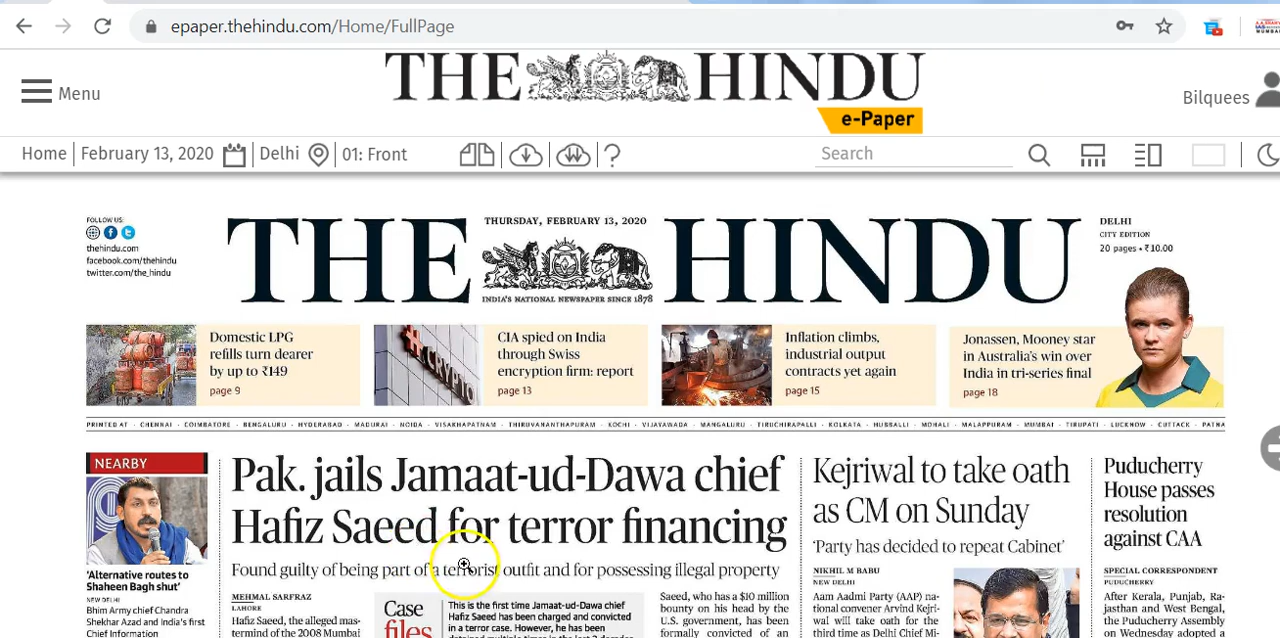 epaper.thehindu.com/Home/FullPage
Menu
THE HINDU
e-Paper
Bilquees
Home
February 13, 2020
Delhi
01: Front
?
Search
FOLLOW US:
thehindu.com
facebook.com/thehindu
twitter.com/the_hindu
THURSDAY, FEBRUARY 13, 2020
THE HINDU
INDIA'S NATIONAL NEWSPAPER SINCE 1878
DELHI
CITY EDITION
20 pages • ₹10.00
Domestic LPG
refills turn dearer
by up to ₹149
page 9
CRYPTO
CIA spied on India
through Swiss
encryption firm: report
page 13
Inflation climbs,
industrial output
contracts yet again
page 15
Jonassen, Mooney star
in Australia's win over
India in tri-series final
page 18
PRINTED AT · CHENNAI · COIMBATORE · BENGALURU · HYDERABAD · MADURAI · NOIDA · VISAKHAPATNAM · THIRUVANANTHAPURAM · KOCHI · VIJAYAWADA · MANGALURU · TIRUCHIRAPALLI · KOLKATA · HUBBALLI · MOHALI · MALAPPURAM · MUMBAI · TIRUPATI · LUCKNOW · CUTTACK · PATNA
NEARBY
'Alternative routes to
Shaheen Bagh shut'
NEW DELHI
Bhim Army chief Chandra
Shekhar Azad and India's first
Chief Information
Pak. jails Jamaat-ud-Dawa chief
Hafiz Saeed for terror financing
Found guilty of being part of a terrorist outfit and for possessing illegal property
MEHMAL SARFRAZ
LAHORE
Hafiz Saeed, the alleged mas-
termind of the 2008 Mumbai
Case
files
This is the first time Jamaat-ud-Dawa chief
Hafiz Saeed has been charged and convicted
in a terror case. However, he has been
Saeed, who has a $10 million
bounty on his head by the
U.S. government, has been
formally convicted of an
Kejriwal to take oath
as CM on Sunday
'Party has decided to repeat Cabinet'
NIKHIL M BABU
NEW DELHI
Aam Aadmi Party (AAP) na-
tional convener Arvind Kejri-
wal will take oath for the
third time as Delhi Chief Mi-
Puducherry
House passes
resolution
against CAA
SPECIAL CORRESPONDENT
PUDUCHERRY
After Kerala, Punjab, Ra-
jasthan and West Bengal,
the Puducherry Assembly
on Wednesday adopted a